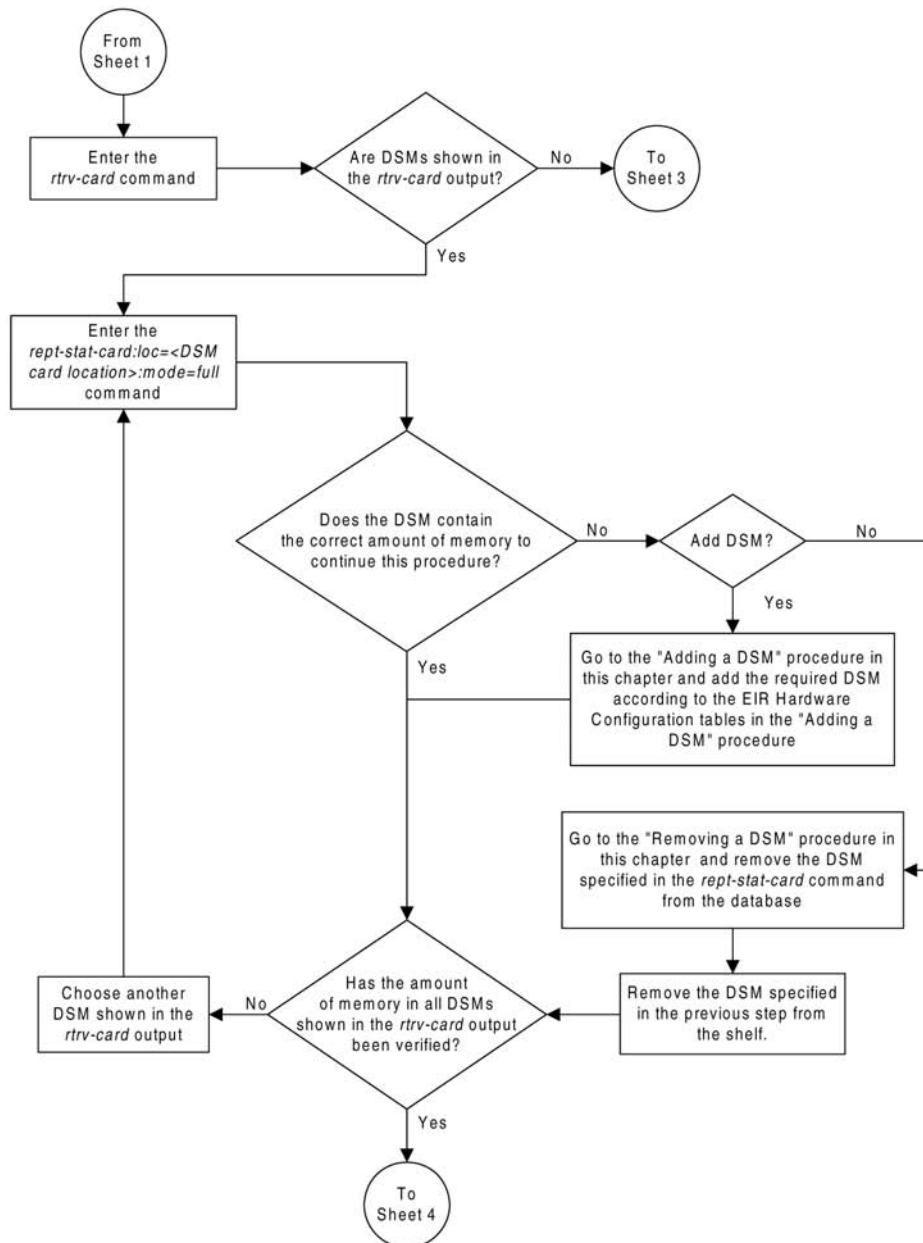 From
Sheet 1
Enter the
rtrv-card command
Are DSMs shown in
the rtrv-card output?
No
To
Sheet 3
Yes
Enter the
rept-stat-card:loc=<DSM
card location>:mode=full
command
Does the DSM contain
the correct amount of memory to
continue this procedure?
No
Add DSM?
No
Yes
Yes
Go to the "Adding a DSM" procedure in
this chapter and add the required DSM
according to the EIR Hardware
Configuration tables in the "Adding a
DSM" procedure
Go to the "Removing a DSM" procedure in
this chapter and remove the DSM
specified in the rept-stat-card command
from the database
Remove the DSM specified
in the previous step from
the shelf.
Has the amount
of memory in all DSMs
shown in the rtrv-card output
been verified?
No
Choose another
DSM shown in the
rtrv-card output
Yes
To
Sheet 4